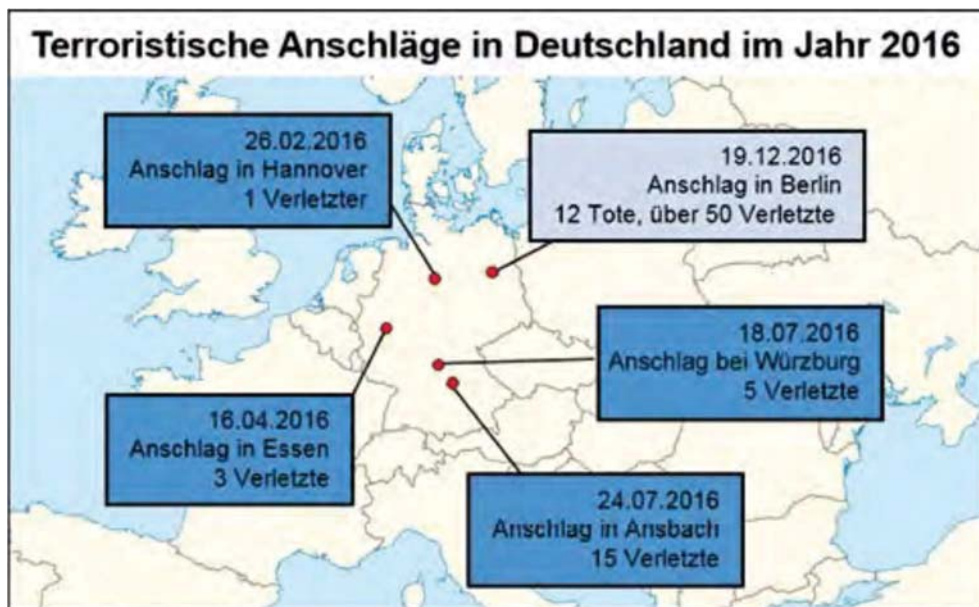 Terroristische Anschläge in Deutschland im Jahr 2016
26.02.2016
Anschlag in Hannover
1 Verletzter
19.12.2016
Anschlag in Berlin
12 Tote, über 50 Verletzte
18.07.2016
Anschlag bei Würzburg
5 Verletzte
16.04.2016
Anschlag in Essen
3 Verletzte
24.07.2016
Anschlag in Ansbach
15 Verletzte